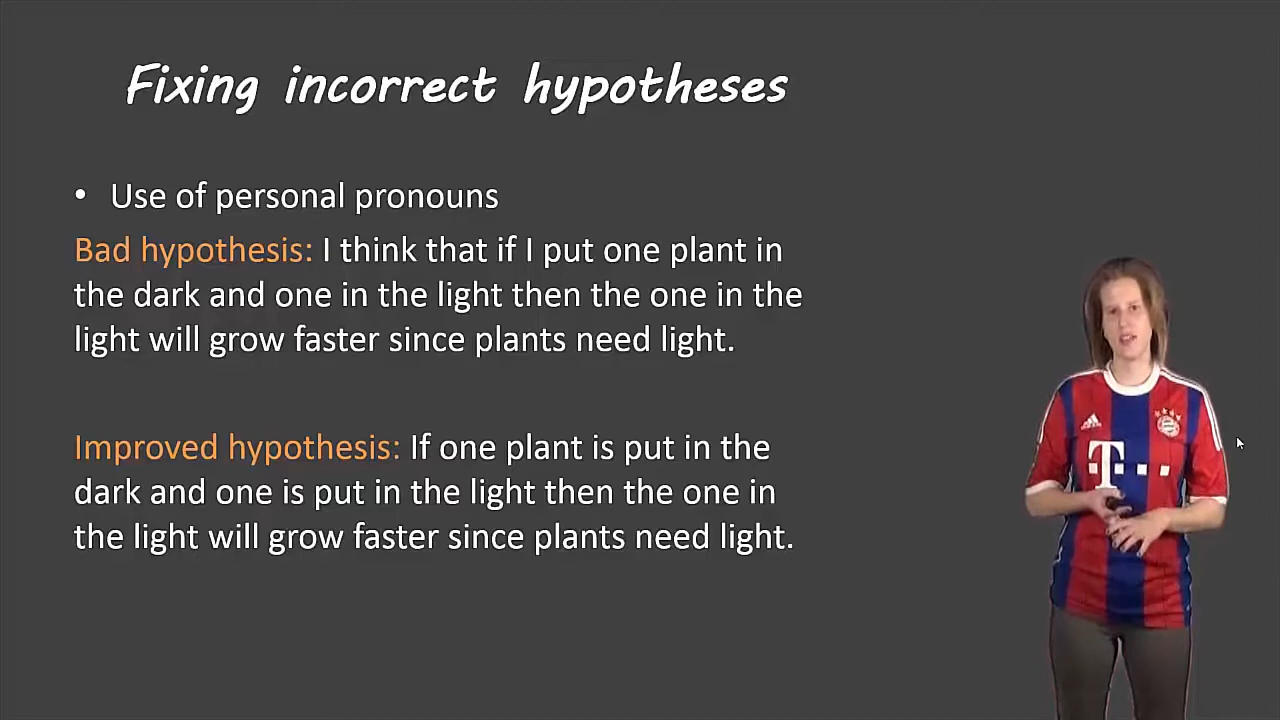 Fixing incorrect hypotheses
• Use of personal pronouns
Bad hypothesis: I think that if I put one plant in
the dark and one in the light then the one in the
light will grow faster since plants need light.
Improved hypothesis: If one plant is put in the
dark and one is put in the light then the one in
the light will grow faster since plants need light.
adidas
T